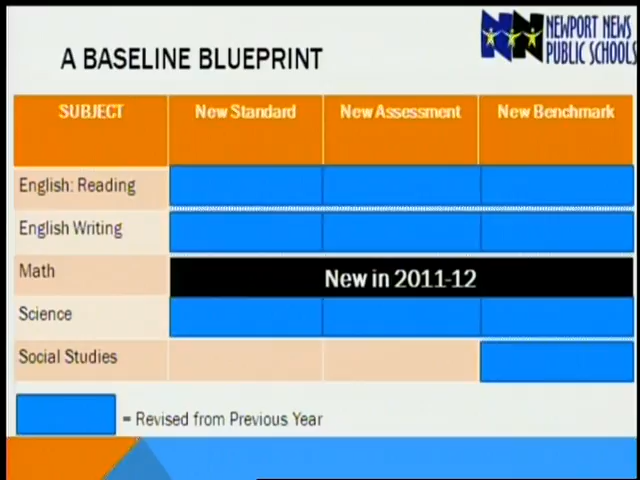 A BASELINE BLUEPRINT
NEWPORT NEWS
PUBLIC SCHOOLS
SUBJECT New Standard New Assessment New Benchmark
English: Reading
English Writing
Math New in 2011-12
Science
Social Studies
= Revised from Previous Year